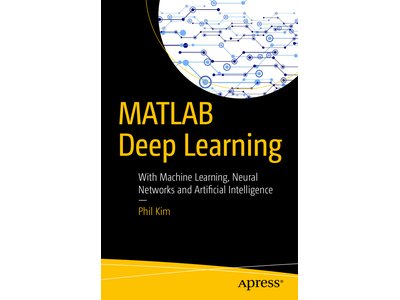 MATLAB
Deep Learning
With Machine Learning, Neural
Networks and Artificial Intelligence
—
Phil Kim
Apress®